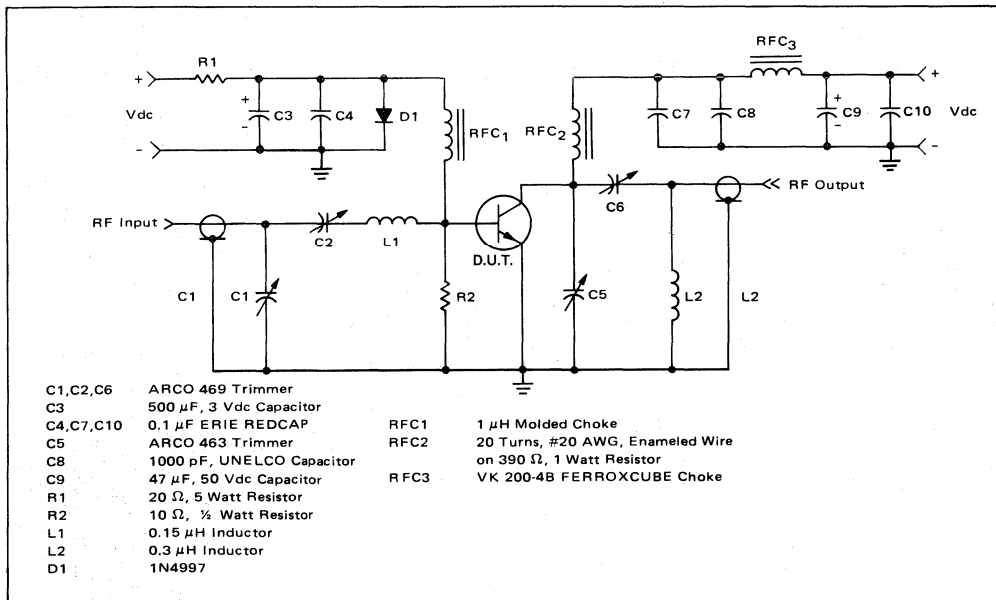 RFC3
R1
+
+
+
+
C3
C4
D1
RFC1
RFC2
C7
C8
C9
C10
Vdc
Vdc
-
-
-
-
RF Input
C2
L1
D.U.T.
C6
RF Output
C1
C1
R2
C5
L2
L2
C1,C2,C6 ARCO 469 Trimmer
C3 500 μF, 3 Vdc Capacitor
C4,C7,C10 0.1 μF ERIE REDCAP
C5 ARCO 463 Trimmer
C8 1000 pF, UNELCO Capacitor
C9 47 μF, 50 Vdc Capacitor
R1 20 Ω, 5 Watt Resistor
R2 10 Ω, ½ Watt Resistor
L1 0.15 μH Inductor
L2 0.3 μH Inductor
D1 1N4997
RFC1 1 μH Molded Choke
RFC2 20 Turns, #20 AWG, Enameled Wire
on 390 Ω, 1 Watt Resistor
RFC3 VK 200-4B FERROXCUBE Choke